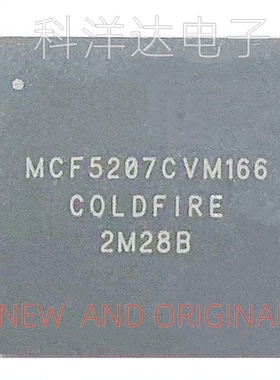 科洋达电子
MCF5207CVM166
COLDFIRE
2M28B
NEW AND ORIGINAL